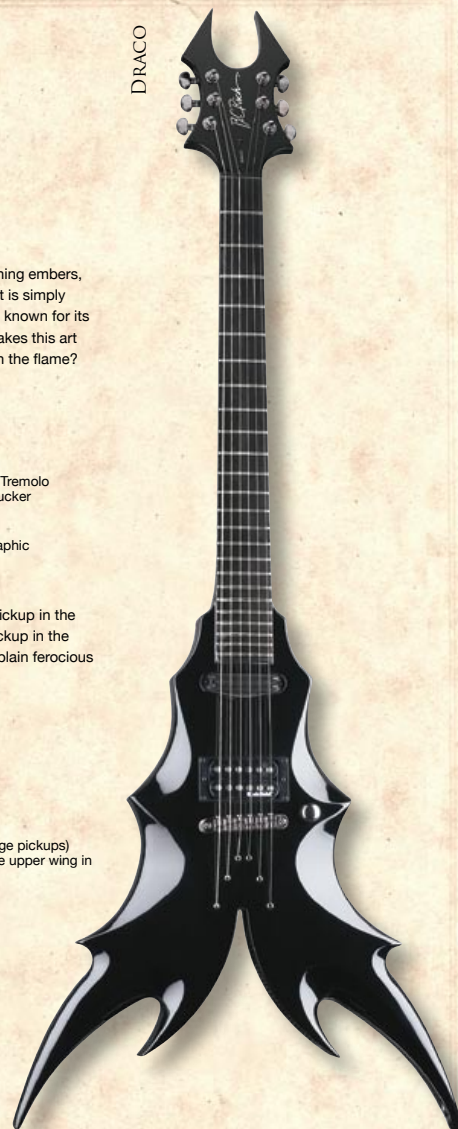 DRACO
B.C.Rich
ning embers,
t is simply
known for its
akes this art
n the flame?
Tremolo
ucker
aphic
ickup in the
ckup in the
plain ferocious
ge pickups)
e upper wing in